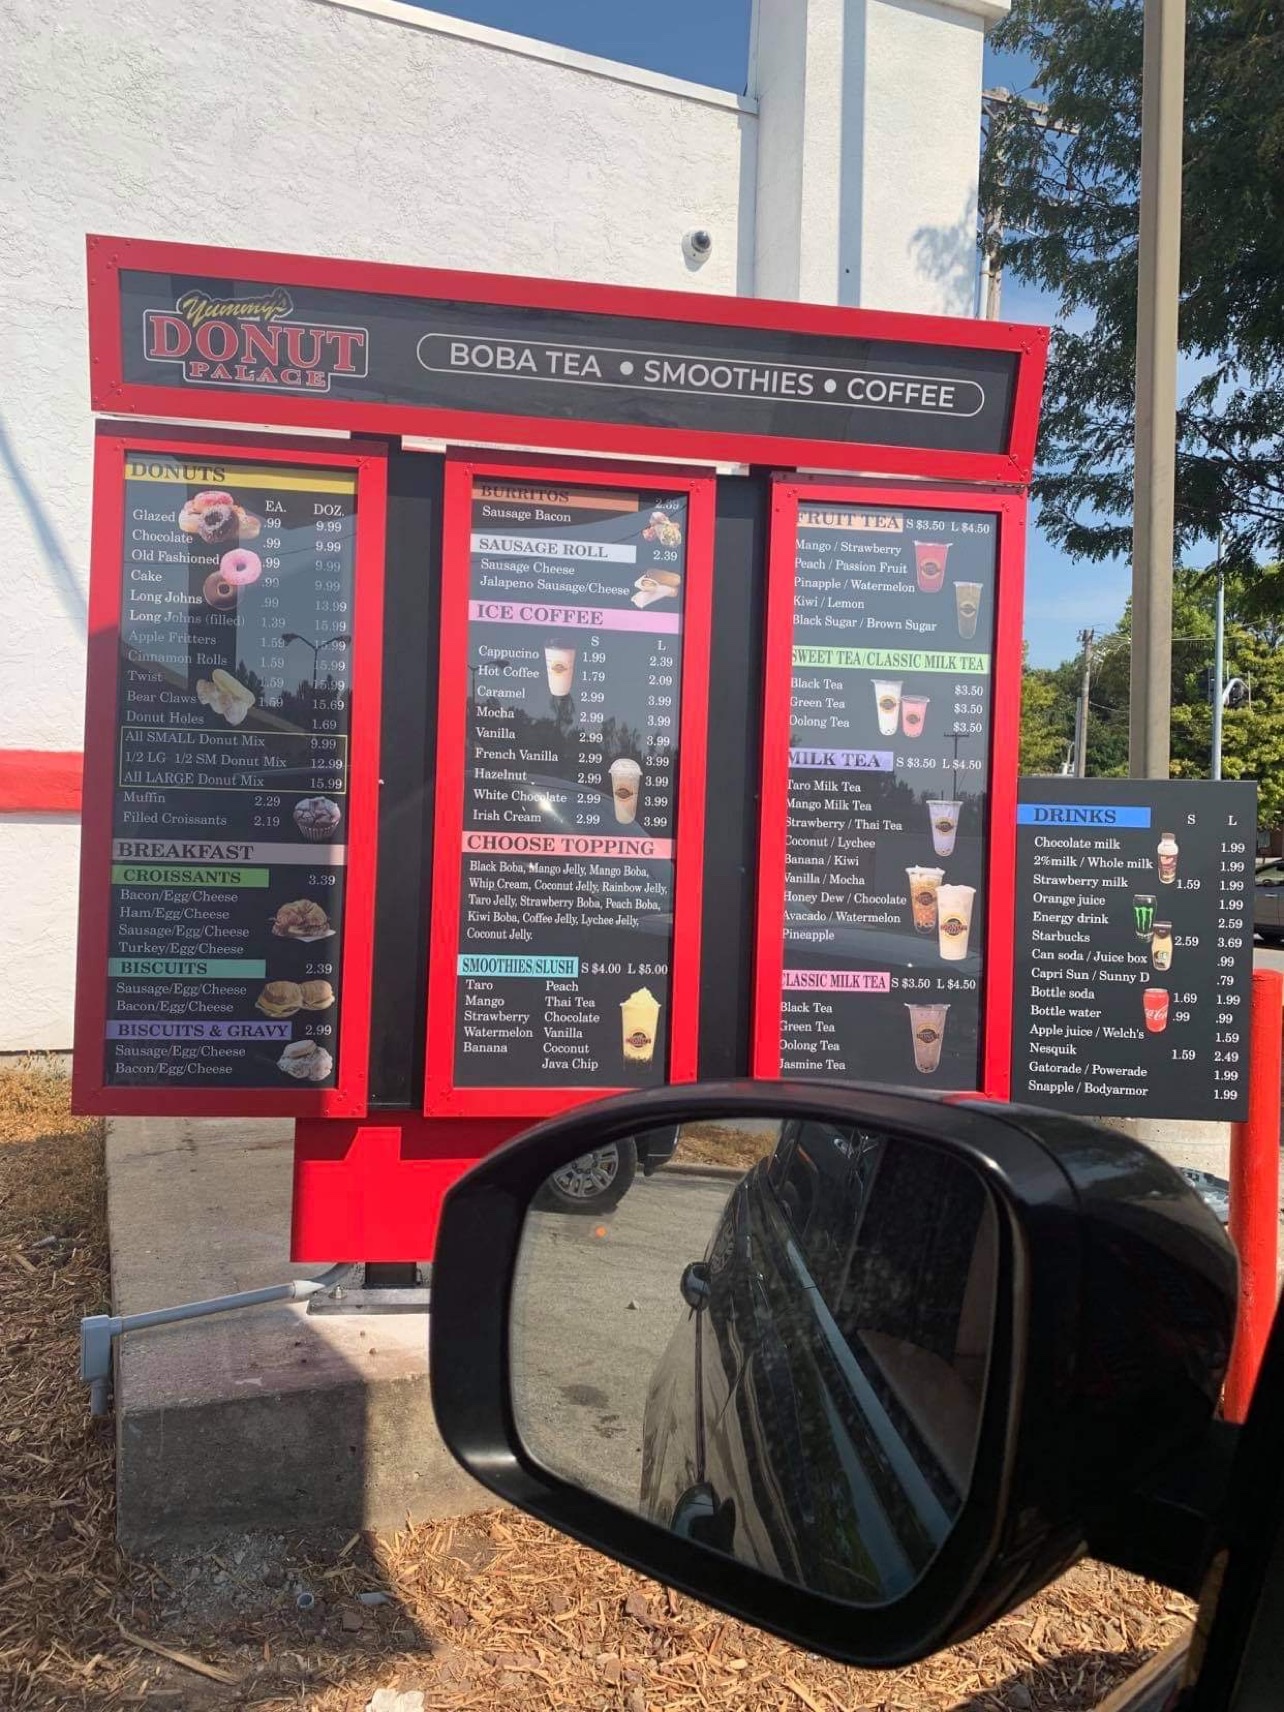 Yummy's
DONUT
PALACE
BOBA TEA • SMOOTHIES • COFFEE
DONUTS
EA. DOZ.
Glazed .99 9.99
Chocolate .99 9.99
Old Fashioned .99 9.99
Cake .99 9.99
Long Johns .99 13.99
Long Johns (filled) 1.39 15.99
Apple Fritters 1.59 15.99
Cinnamon Rolls 1.59 15.99
Twist 1.59 15.99
Bear Claws 1.59 15.69
Donut Holes 1.69
All SMALL Donut Mix 9.99
1/2 LG 1/2 SM Donut Mix 12.99
All LARGE Donut Mix 15.99
Muffin 2.29
Filled Croissants 2.19
BREAKFAST
CROISSANTS 3.39
Bacon/Egg/Cheese
Ham/Egg/Cheese
Sausage/Egg/Cheese
Turkey/Egg/Cheese
BISCUITS 2.39
Sausage/Egg/Cheese
Bacon/Egg/Cheese
BISCUITS & GRAVY 2.99
Sausage/Egg/Cheese
Bacon/Egg/Cheese
BURRITOS 2.39
Sausage Bacon
SAUSAGE ROLL 2.39
Sausage Cheese
Jalapeno Sausage/Cheese
ICE COFFEE
S L
Cappucino 1.99 2.39
Hot Coffee 1.79 2.09
Caramel 2.99 3.99
Mocha 2.99 3.99
Vanilla 2.99 3.99
French Vanilla 2.99 3.99
Hazelnut 2.99 3.99
White Chocolate 2.99 3.99
Irish Cream 2.99 3.99
CHOOSE TOPPING
Black Boba, Mango Jelly, Mango Boba,
Whip Cream, Coconut Jelly, Rainbow Jelly,
Taro Jelly, Strawberry Boba, Peach Boba,
Kiwi Boba, Coffee Jelly, Lychee Jelly,
Coconut Jelly.
SMOOTHIES/SLUSH S $4.00 L $5.00
Taro Peach
Mango Thai Tea
Strawberry Chocolate
Watermelon Vanilla
Banana Coconut
Java Chip
FRUIT TEA S $3.50 L $4.50
Mango / Strawberry
Peach / Passion Fruit
Pinapple / Watermelon
Kiwi / Lemon
Black Sugar / Brown Sugar
SWEET TEA/CLASSIC MILK TEA
Black Tea $3.50
Green Tea $3.50
Oolong Tea $3.50
MILK TEA S $3.50 L $4.50
Taro Milk Tea
Mango Milk Tea
Strawberry / Thai Tea
Coconut / Lychee
Banana / Kiwi
Vanilla / Mocha
Honey Dew / Chocolate
Avacado / Watermelon
Pineapple
CLASSIC MILK TEA S $3.50 L $4.50
Black Tea
Green Tea
Oolong Tea
Jasmine Tea
DRINKS S L
Chocolate milk 1.99
2%milk / Whole milk 1.99
Strawberry milk 1.59 1.99
Orange juice 1.99
Energy drink 2.59
Starbucks 2.59 3.69
Can soda / Juice box .99
Capri Sun / Sunny D .79
Bottle soda 1.69 1.99
Bottle water .99 .99
Apple juice / Welch's 1.59
Nesquik 1.59 2.49
Gatorade / Powerade 1.99
Snapple / Bodyarmor 1.99